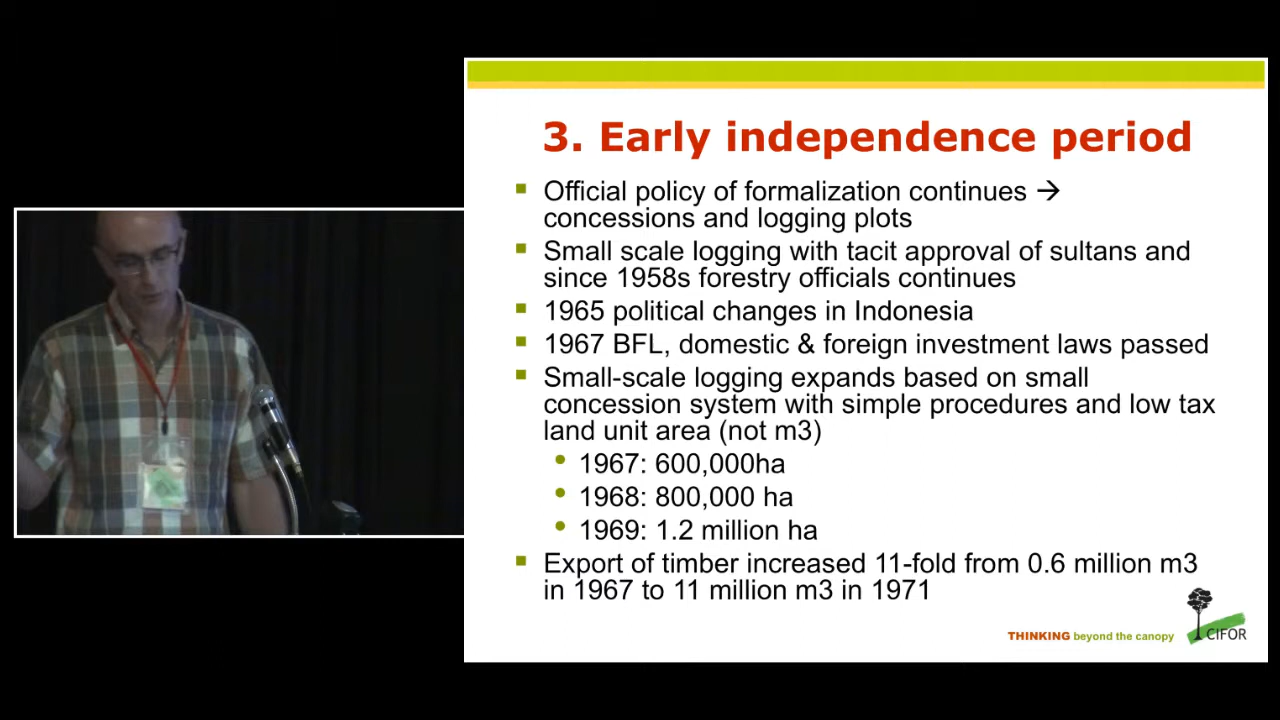 3. Early independence period
Official policy of formalization continues →
concessions and logging plots
Small scale logging with tacit approval of sultans and
since 1958s forestry officials continues
1965 political changes in Indonesia
1967 BFL, domestic & foreign investment laws passed
Small-scale logging expands based on small
concession system with simple procedures and low tax
land unit area (not m3)
1967: 600,000ha
1968: 800,000 ha
1969: 1.2 million ha
Export of timber increased 11-fold from 0.6 million m3
in 1967 to 11 million m3 in 1971
THINKING beyond the canopy
CIFOR